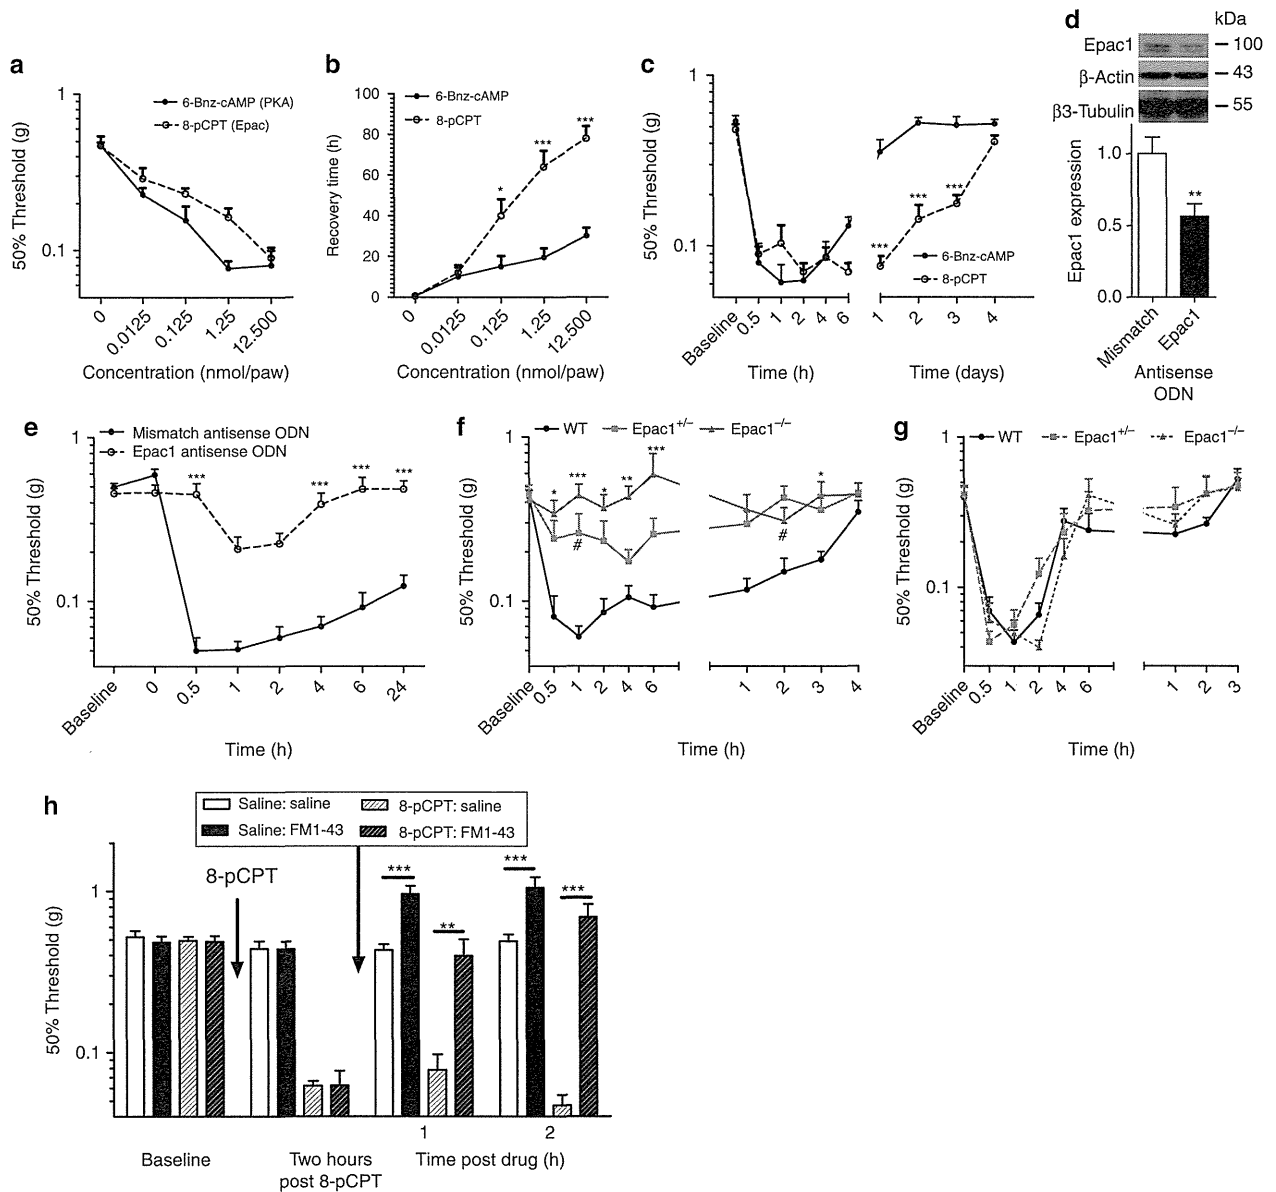 a
1
0.1
50% Threshold (g)
6-Bnz-cAMP (PKA)
8-pCPT (Epac)
0
0.0125
0.125
1.25
12.500
Concentration (nmol/paw)
b
100
80
60
40
20
0
Recovery time (h)
6-Bnz-cAMP
8-pCPT
*
***
***
0
0.0125
0.125
1.25
12.500
Concentration (nmol/paw)
c
1
0.1
50% Threshold (g)
***
***
***
6-Bnz-cAMP
8-pCPT
Baseline
0.5
1
2
4
6
1
2
3
4
Time (h)
Time (days)
d
kDa
Epac1
100
β-Actin
43
β3-Tubulin
55
1.0
0.5
0.0
Epac1 expression
**
Mismatch
Epac1
Antisense
ODN
e
1
0.1
50% Threshold (g)
Mismatch antisense ODN
Epac1 antisense ODN
***
***
***
***
Baseline
0
0.5
1
2
4
6
24
Time (h)
f
1
0.1
50% Threshold (g)
WT
Epac1+/−
Epac1−/−
*
***
*
**
***
*
#
#
Baseline
0.5
1
2
4
6
1
2
3
4
Time (h)
g
1
0.1
50% Threshold (g)
WT
Epac1+/−
Epac1−/−
Baseline
0.5
1
2
4
6
1
2
3
Time (h)
h
Saline: saline
8-pCPT: saline
Saline: FM1-43
8-pCPT: FM1-43
8-pCPT
1
0.1
50% Threshold (g)
***
**
***
***
1
2
Baseline
Two hours
post 8-pCPT
Time post drug (h)